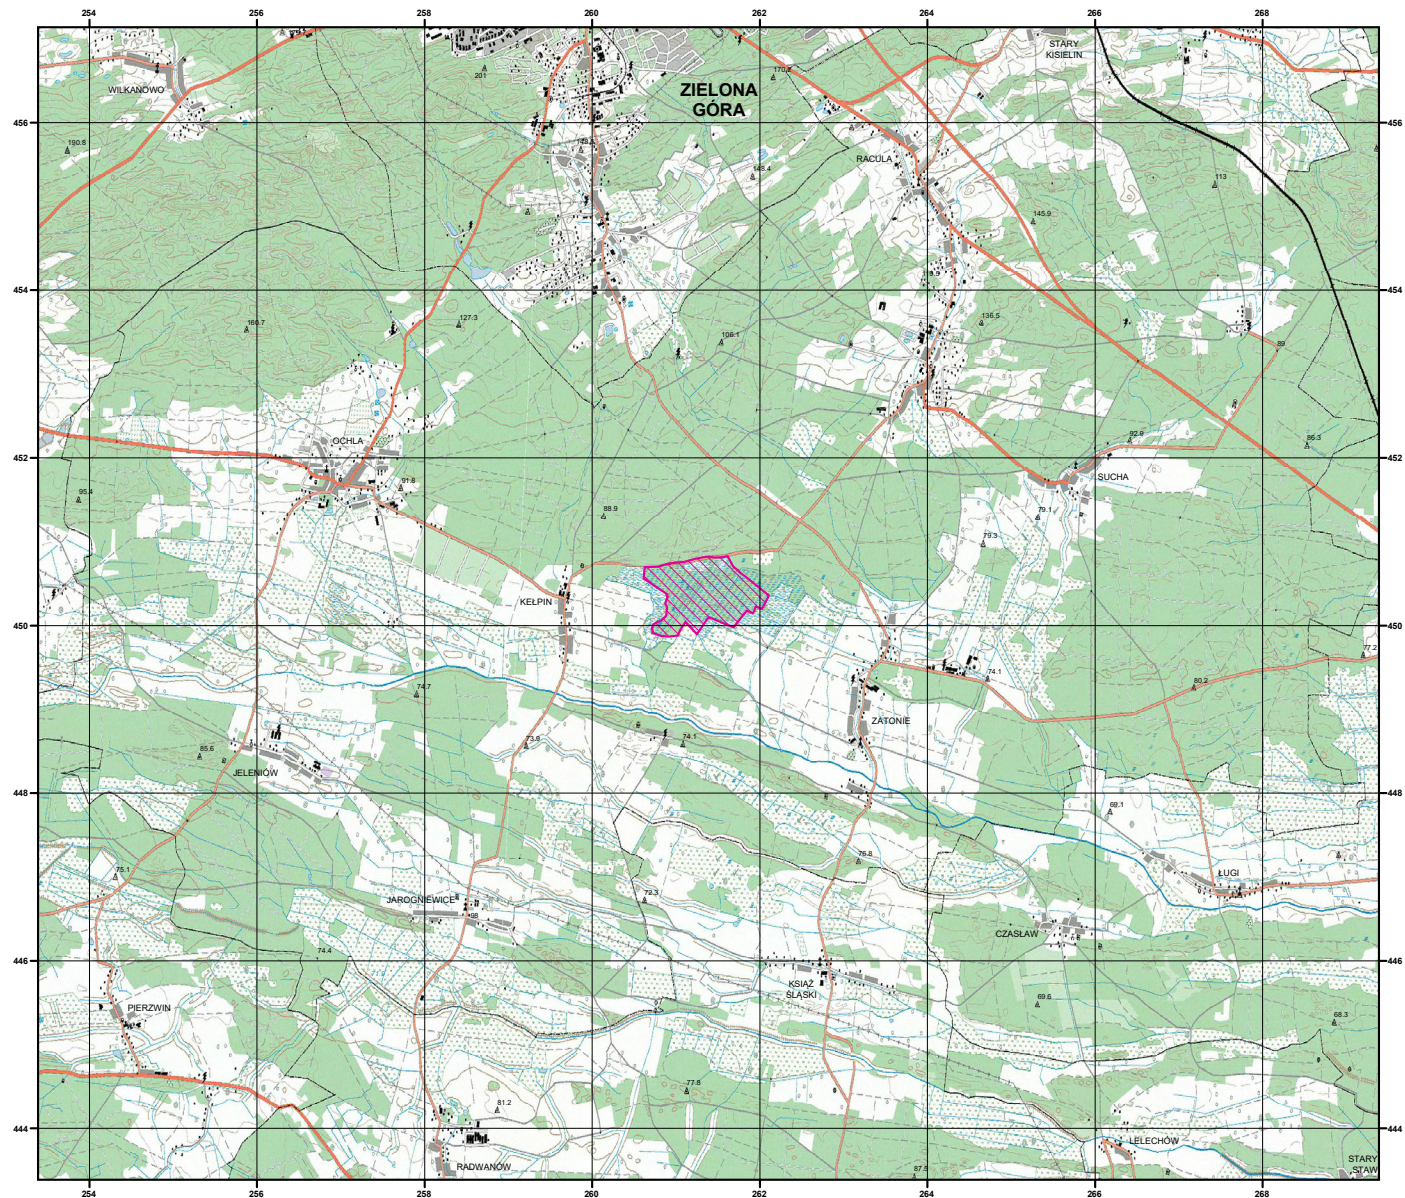 254 256 258 260 262 264 266 268
STARY
KISIELIN
170.2
201
WILKANOWO
ZIELONA
GÓRA
456 456
190.8
148.4
RACULA
113
145.9
454 454
160.7
127.3
136.5
106.1
89
OCHLA
92.9
86.3
452 452
SUCHA
95.4
91.8
88.9
79.1
79.3
KEŁPIN
450 450
77.2
74.1
74.7
80.2
ZATONIE
73.9
74.1
85.6
JELENIÓW
448 448
69.1
75.8
75.1
ŁUGI
72.3
JAROGNIEWICE
98
CZASŁAW
74.4
446 446
KSIĄŻ
ŚLĄSKI
69.6
PIERZWIN
68.3
77.8
81.2
444 444
LELECHÓW
RADWANÓW
STARY
STAW
87.5
254 256 258 260 262 264 266 268